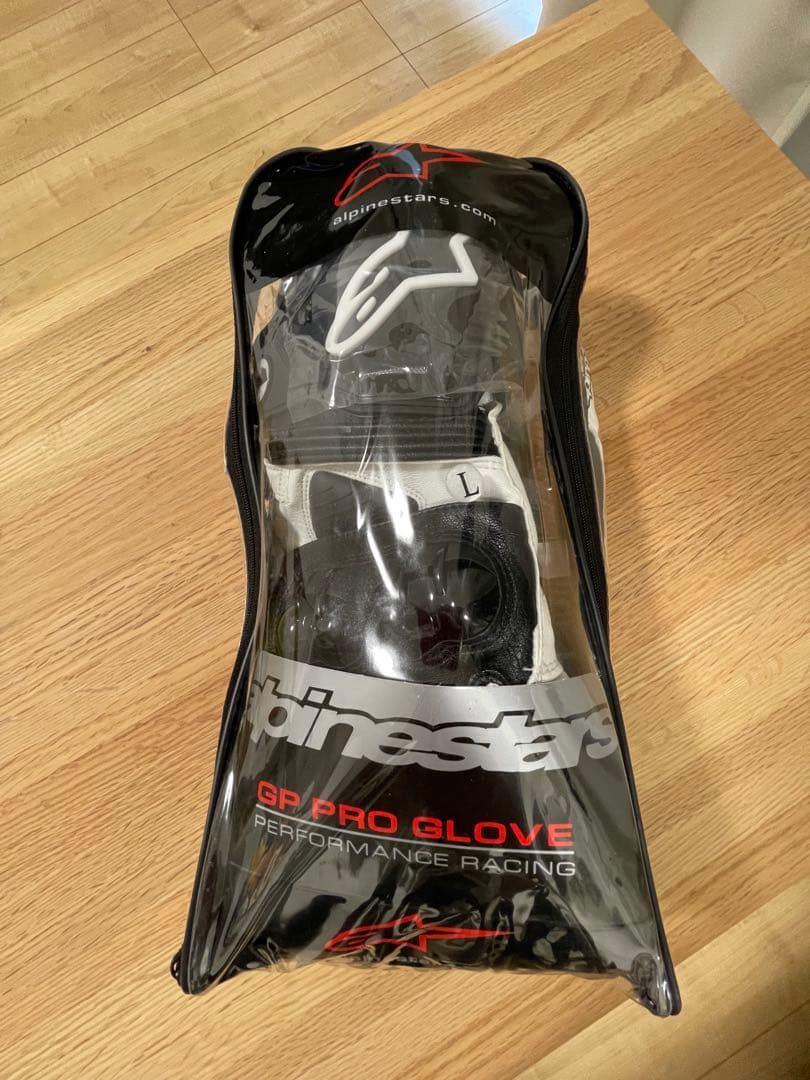 alpinestars.com
L
alpinestars
GP PRO GLOVE
PERFORMANCE RACING